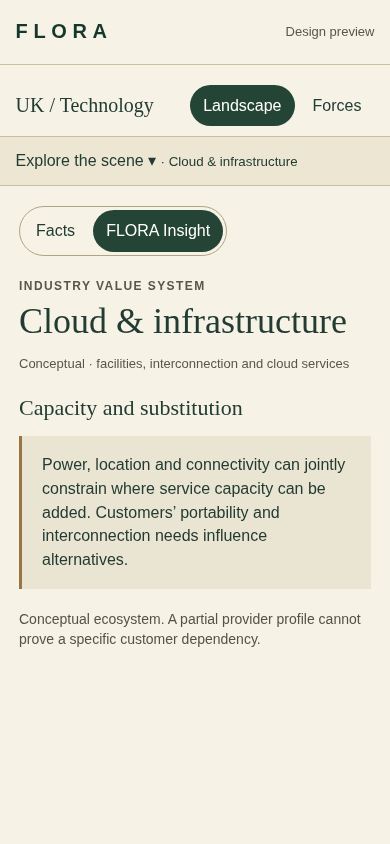 FLORA
Design preview
UK / Technology
Landscape
Forces
Explore the scene ▾ · Cloud & infrastructure
Facts
FLORA Insight
INDUSTRY VALUE SYSTEM
Cloud & infrastructure
Conceptual · facilities, interconnection and cloud services
Capacity and substitution
Power, location and connectivity can jointly
constrain where service capacity can be
added. Customers’ portability and
interconnection needs influence
alternatives.
Conceptual ecosystem. A partial provider profile cannot
prove a specific customer dependency.